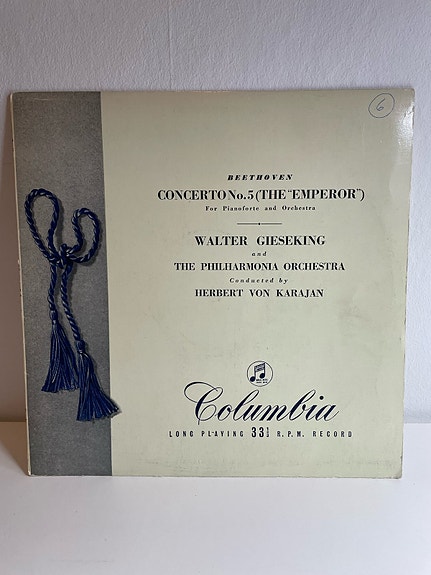 6
BEETHOVEN
CONCERTO No. 5 (THE "EMPEROR")
For Pianoforte and Orchestra
WALTER GIESEKING
and
THE PHILHARMONIA ORCHESTRA
Conducted by
HERBERT VON KARAJAN
Columbia
LONG PLAYING 33⅓ R.P.M. RECORD